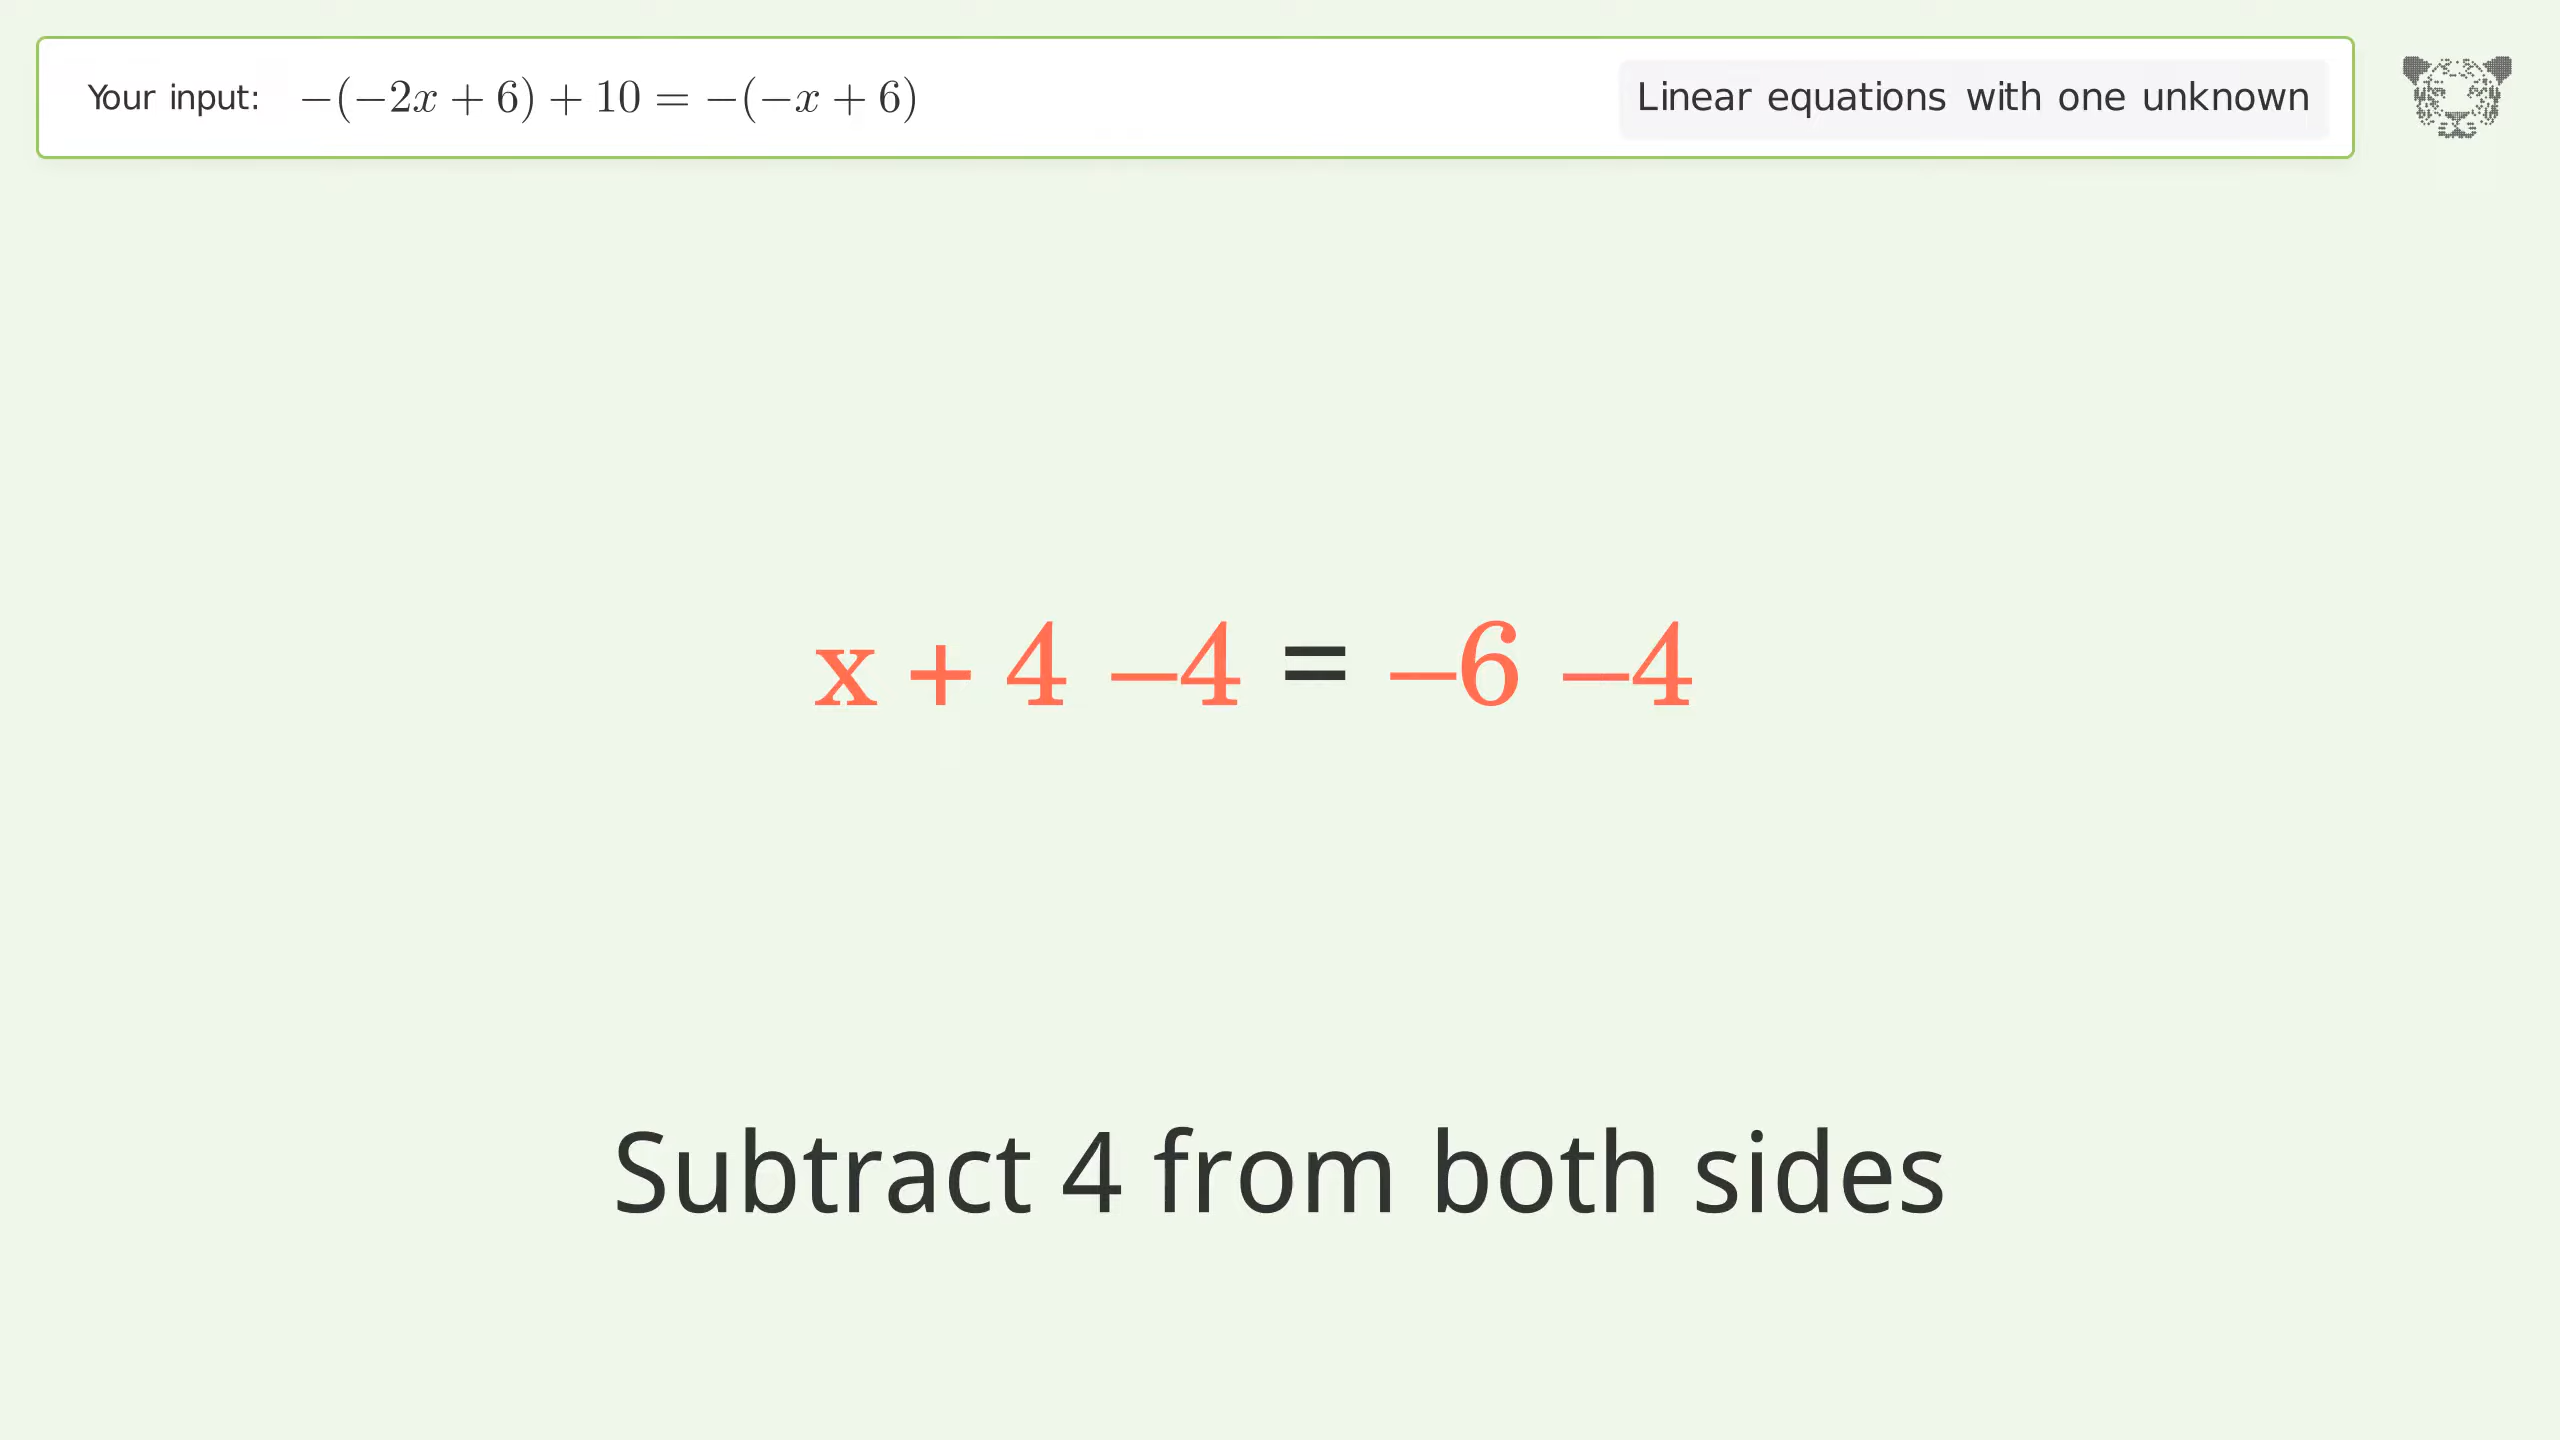 Your input: −(−2x + 6) + 10 = −(−x + 6)
Linear equations with one unknown
x + 4 −4 = −6 −4
Subtract 4 from both sides